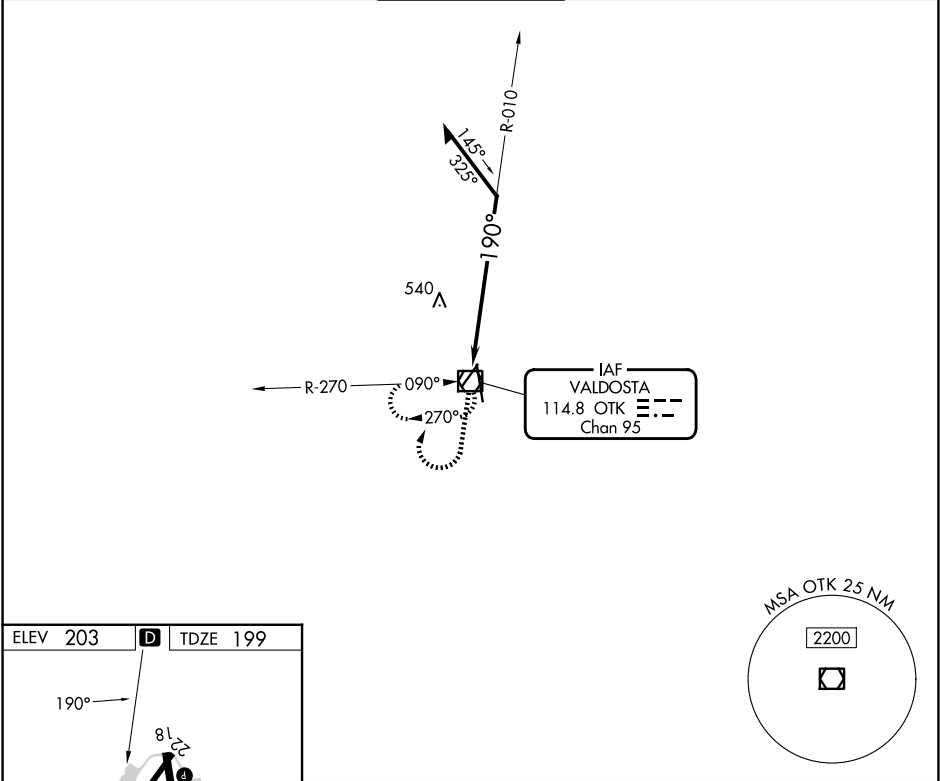 R-010
145°
325°
190°
540
R-270
090°
270°
IAF
VALDOSTA
114.8 OTK
Chan 95
MSA OTK 25 NM
2200
ELEV 203 D TDZE 199
190°
18
22
P